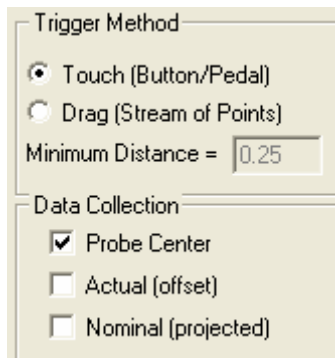 Trigger Method
Touch (Button/Pedal)
Drag (Stream of Points)
Minimum Distance = 0.25
Data Collection
Probe Center
Actual (offset)
Nominal (projected)